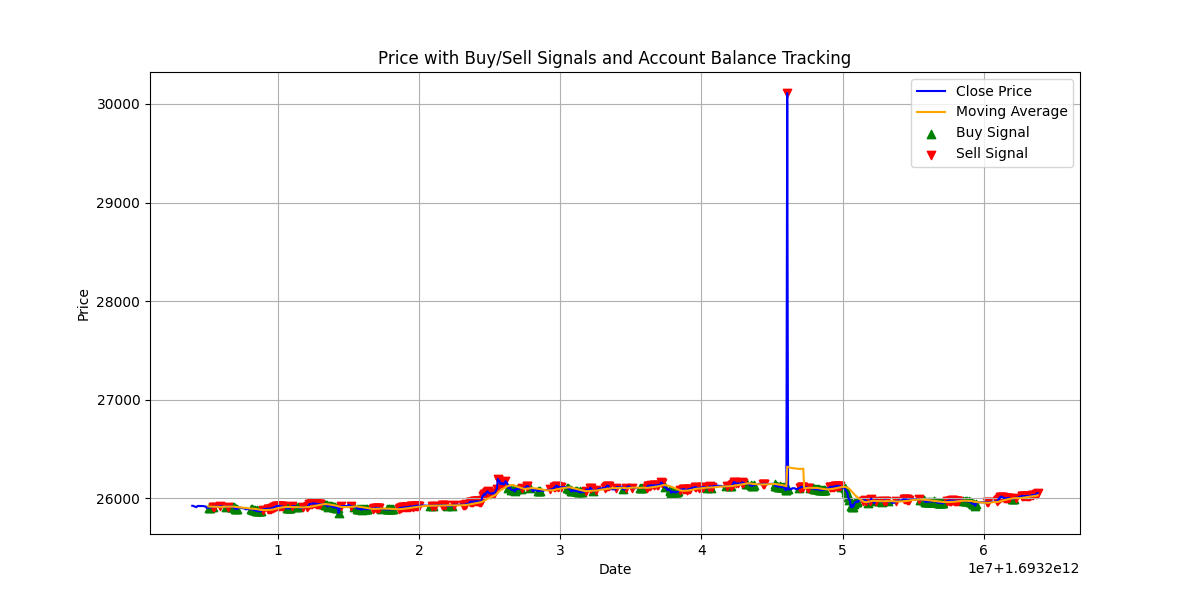 Price with Buy/Sell Signals and Account Balance Tracking
Close Price
Moving Average
Buy Signal
Sell Signal
30000
29000
28000
27000
26000
Price
1 2 3 4 5 6
Date
1e7+1.6932e12